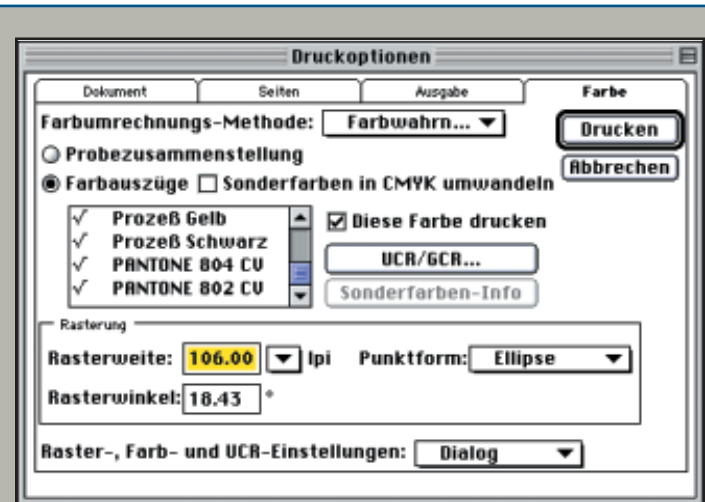 Druckoptionen
Dokument Seiten Ausgabe Farbe
Farbumrechnungs-Methode: Farbwahrn...
Drucken
Probezusammenstellung
Abbrechen
Farbauszüge Sonderfarben in CMYK umwandeln
Prozeß Gelb
Prozeß Schwarz
PANTONE 804 CV
PANTONE 802 CV
Diese Farbe drucken
UCR/GCR...
Sonderfarben-Info
Rasterung
Rasterweite: 106.00 lpi Punktform: Ellipse
Rasterwinkel: 18.43 °
Raster-, Farb- und UCR-Einstellungen: Dialog